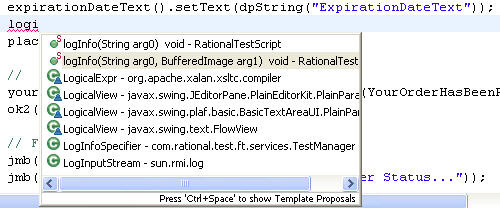 expirationDateText().setText(dpString("ExpirationDateText"));
logi
plac
logInfo(String arg0) void - RationalTestScript
logInfo(String arg0, BufferedImage arg1) void - RationalTest
LogicalExpr - org.apache.xalan.xsltc.compiler
LogicalView - javax.swing.JEditorPane.PlainEditorKit.PlainPara
LogicalView - javax.swing.plaf.basic.BasicTextAreaUI.PlainPara
LogicalView - javax.swing.text.FlowView
LogInfoSpecifier - com.rational.test.ft.services.TestManager
LogInputStream - sun.rmi.log
Press 'Ctrl+Space' to show Template Proposals
//
your (YourOrderHasBeenR
ok2(
// F
jmb(
jmb( er Status..."));